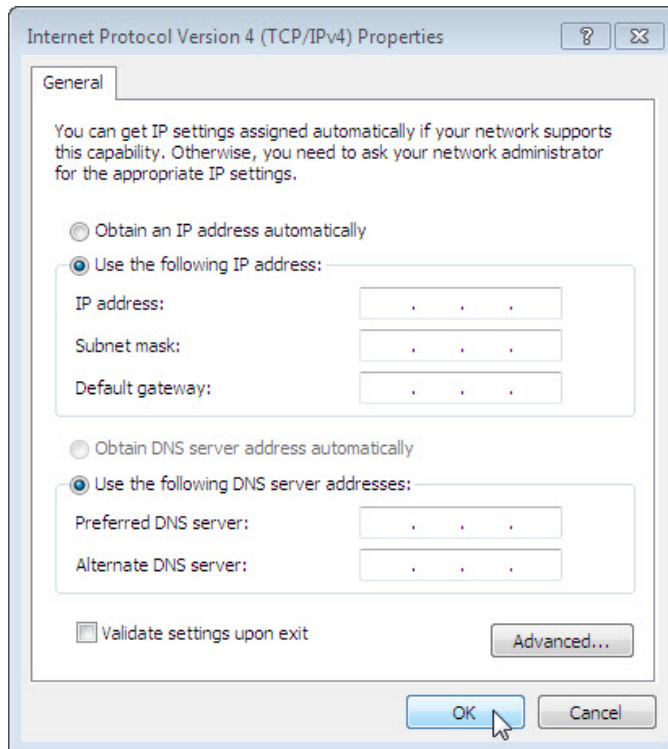 Internet Protocol Version 4 (TCP/IPv4) Properties
General
You can get IP settings assigned automatically if your network supports
this capability. Otherwise, you need to ask your network administrator
for the appropriate IP settings.
Obtain an IP address automatically
Use the following IP address:
IP address:
. . .
Subnet mask:
. . .
Default gateway:
. . .
Obtain DNS server address automatically
Use the following DNS server addresses:
Preferred DNS server:
. . .
Alternate DNS server:
. . .
Validate settings upon exit
Advanced...
OK
Cancel